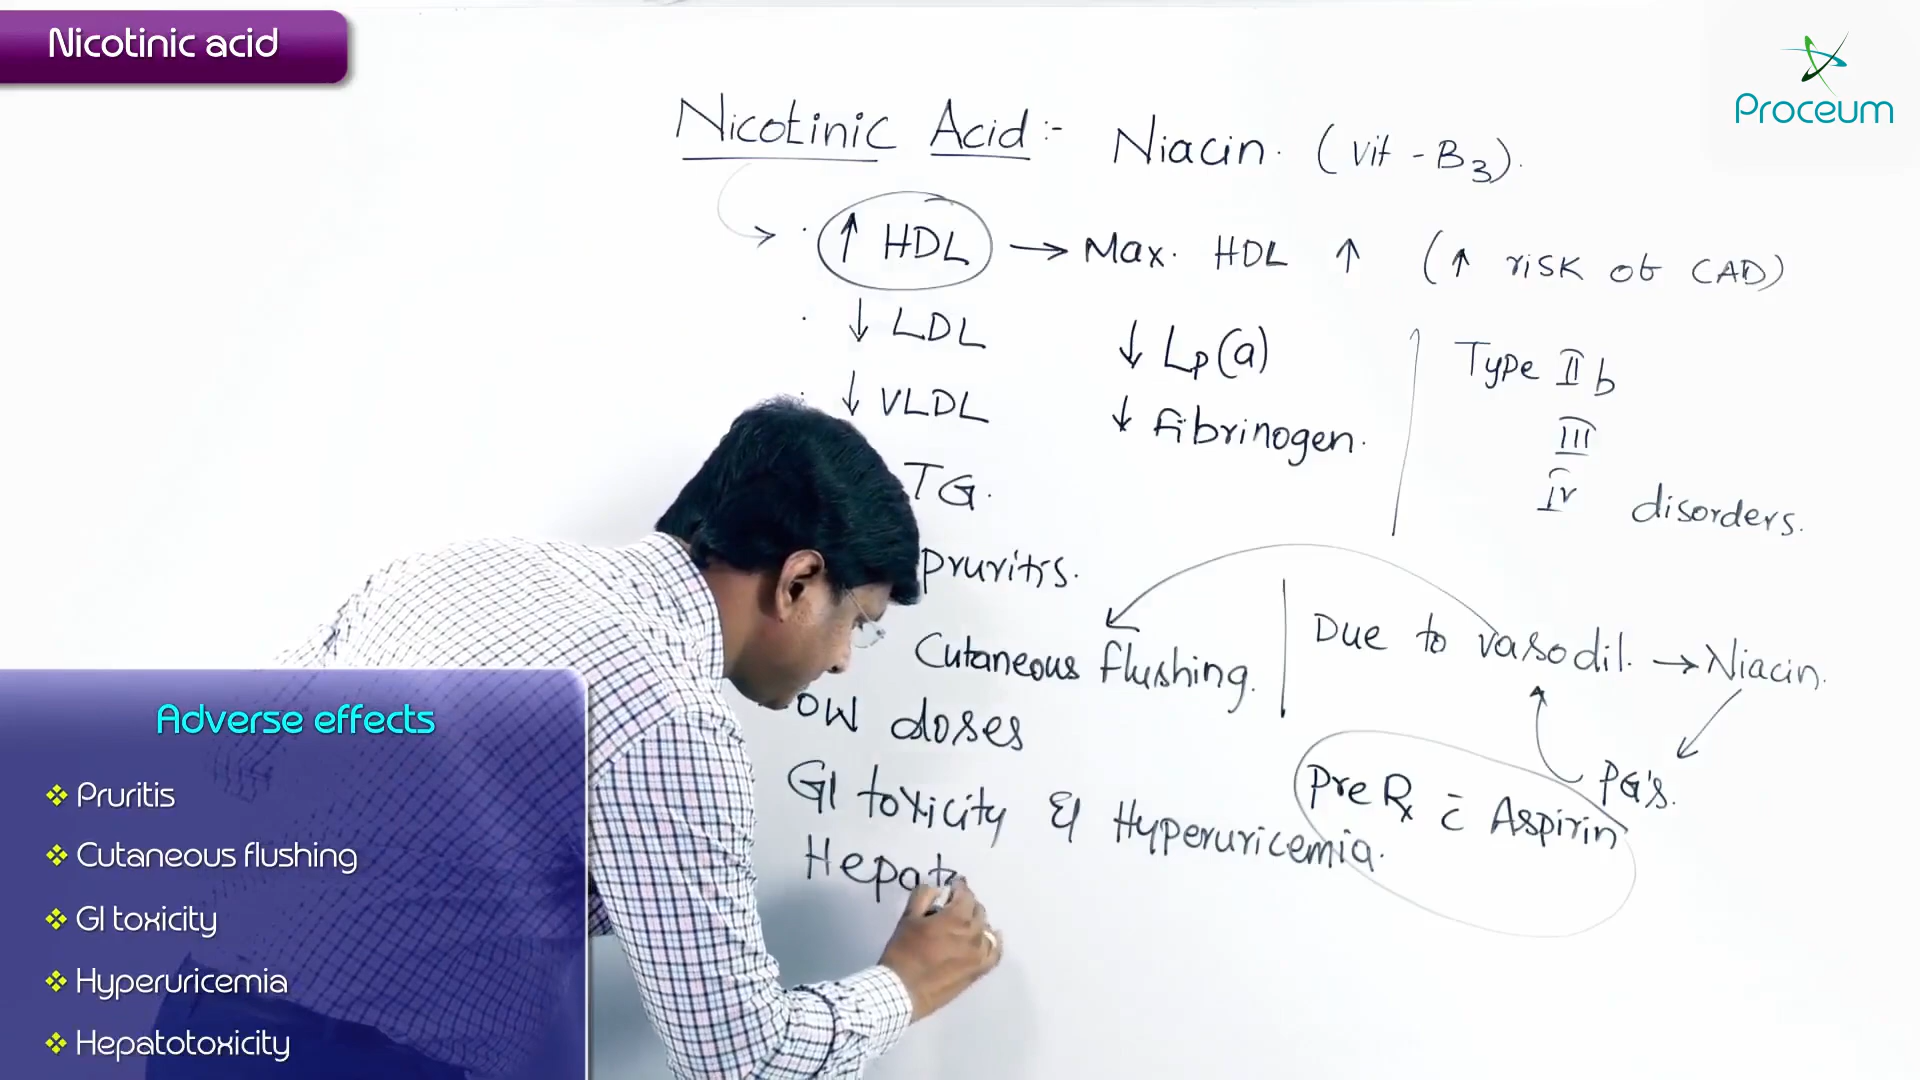 Nicotinic acid
Proceum
Nicotinic Acid :- Niacin. (vit - B3).
↑ HDL → Max. HDL ↑ (↑ risk of CAD)
↓ LDL ↓ Lp(a)
Type IIb
↓ VLDL ↓ Fibrinogen.
III
TG.
IV disorders.
Pruritis.
Cutaneous flushing.
Due to vasodil. → Niacin.
ow doses
PG's.
Pre Rx c̄ Aspirin
GI toxicity & Hyperuricemia.
Hepat
Adverse effects
❖ Pruritis
❖ Cutaneous flushing
❖ GI toxicity
❖ Hyperuricemia
❖ Hepatotoxicity